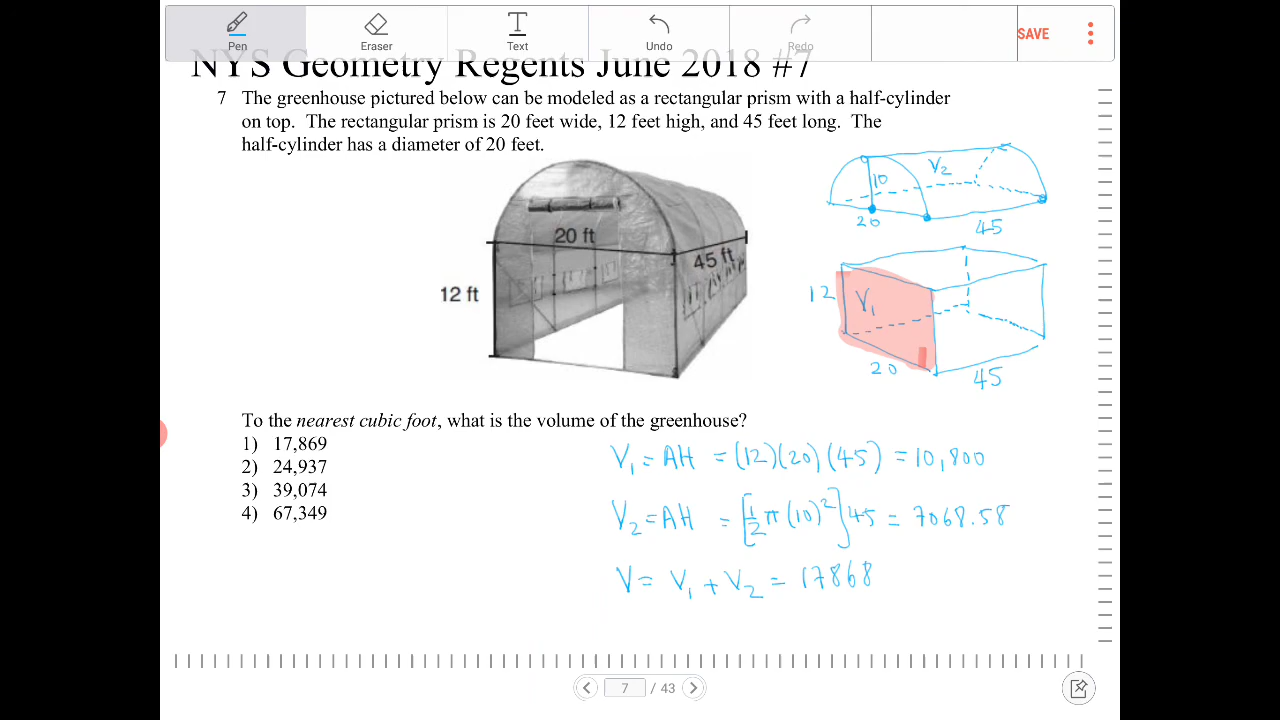 Pen
Eraser
Text
Undo
Redo
SAVE
NYS Geometry Regents June 2018 #7
7 The greenhouse pictured below can be modeled as a rectangular prism with a half-cylinder
on top. The rectangular prism is 20 feet wide, 12 feet high, and 45 feet long. The
half-cylinder has a diameter of 20 feet.
20 ft
45 ft
12 ft
10
V₂
20
45
12
V₁
20
45
To the nearest cubic foot, what is the volume of the greenhouse?
1) 17,869
2) 24,937
3) 39,074
4) 67,349
V₁ = AH = (12)(20)(45) = 10,800
V₂ = AH = [½π(10)²]45 = 7068.58
V = V₁ + V₂ = 17868
7 / 43